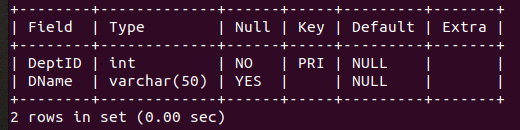 +--------+-------------+------+-----+---------+-------+
| Field  | Type        | Null | Key | Default | Extra |
+--------+-------------+------+-----+---------+-------+
| DeptID | int         | NO   | PRI | NULL    |       |
| DName  | varchar(50) | YES  |     | NULL    |       |
+--------+-------------+------+-----+---------+-------+
2 rows in set (0.00 sec)